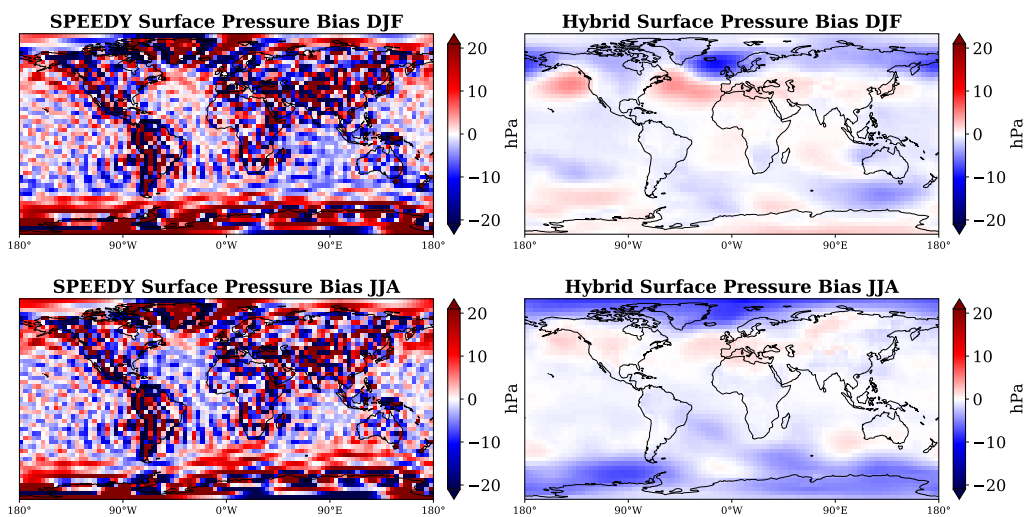 SPEEDY Surface Pressure Bias DJF
20
10
0
−10
−20
hPa
180° 90°W 0°W 90°E 180°
Hybrid Surface Pressure Bias DJF
20
10
0
−10
−20
hPa
180° 90°W 0°W 90°E 180°
SPEEDY Surface Pressure Bias JJA
20
10
0
−10
−20
hPa
180° 90°W 0°W 90°E 180°
Hybrid Surface Pressure Bias JJA
20
10
0
−10
−20
hPa
180° 90°W 0°W 90°E 180°